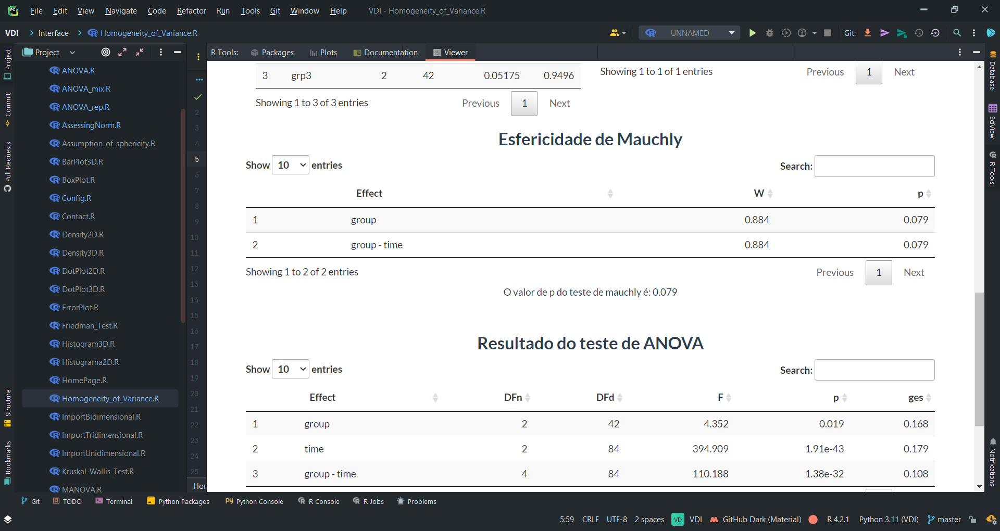 File Edit View Navigate Code Refactor Run Tools Git Window Help VDI - Homogeneity_of_Variance.R
VDI Interface Homogeneity_of_Variance.R UNNAMED Git:
Project
Project
Commit
Pull Requests
Structure
Bookmarks
ANOVA.R
ANOVA_mix.R
ANOVA_rep.R
AssessingNorm.R
Assumption_of_sphericity.R
BarPlot3D.R
BoxPlot.R
Config.R
Contact.R
Density2D.R
Density3D.R
DotPlot2D.R
DotPlot3D.R
ErrorPlot.R
Friedman_Test.R
Histogram3D.R
Histograma2D.R
HomePage.R
Homogeneity_of_Variance.R
ImportBidimensional.R
ImportTridimensional.R
ImportUnidimensional.R
Kruskal-Wallis_Test.R
MANOVA.R
2
3
4
5
6
7
8
9
10
11
12
13
14
15
16
17
18
19
20
21
22
23
24
25
Hor
R Tools: Packages Plots Documentation Viewer
3 grp3 2 42 0.05175 0.9496
Showing 1 to 3 of 3 entries Previous 1 Next
Showing 1 to 1 of 1 entries Previous 1 Next
Esfericidade de Mauchly
Show 10 entries Search:
Effect W p
1 group 0.884 0.079
2 group - time 0.884 0.079
Showing 1 to 2 of 2 entries Previous 1 Next
O valor de p do teste de mauchly é: 0.079
Resultado do teste de ANOVA
Show 10 entries Search:
Effect DFn DFd F p ges
1 group 2 42 4.352 0.019 0.168
2 time 2 84 394.909 1.91e-43 0.179
3 group - time 4 84 110.188 1.38e-32 0.108
Database
SciView
R Tools
Notifications
Git TODO Terminal Python Packages Python Console R Console R Jobs Problems
5:59 CRLF UTF-8 2 spaces VD VDI GitHub Dark (Material) R 4.2.1 Python 3.11 (VDI) master